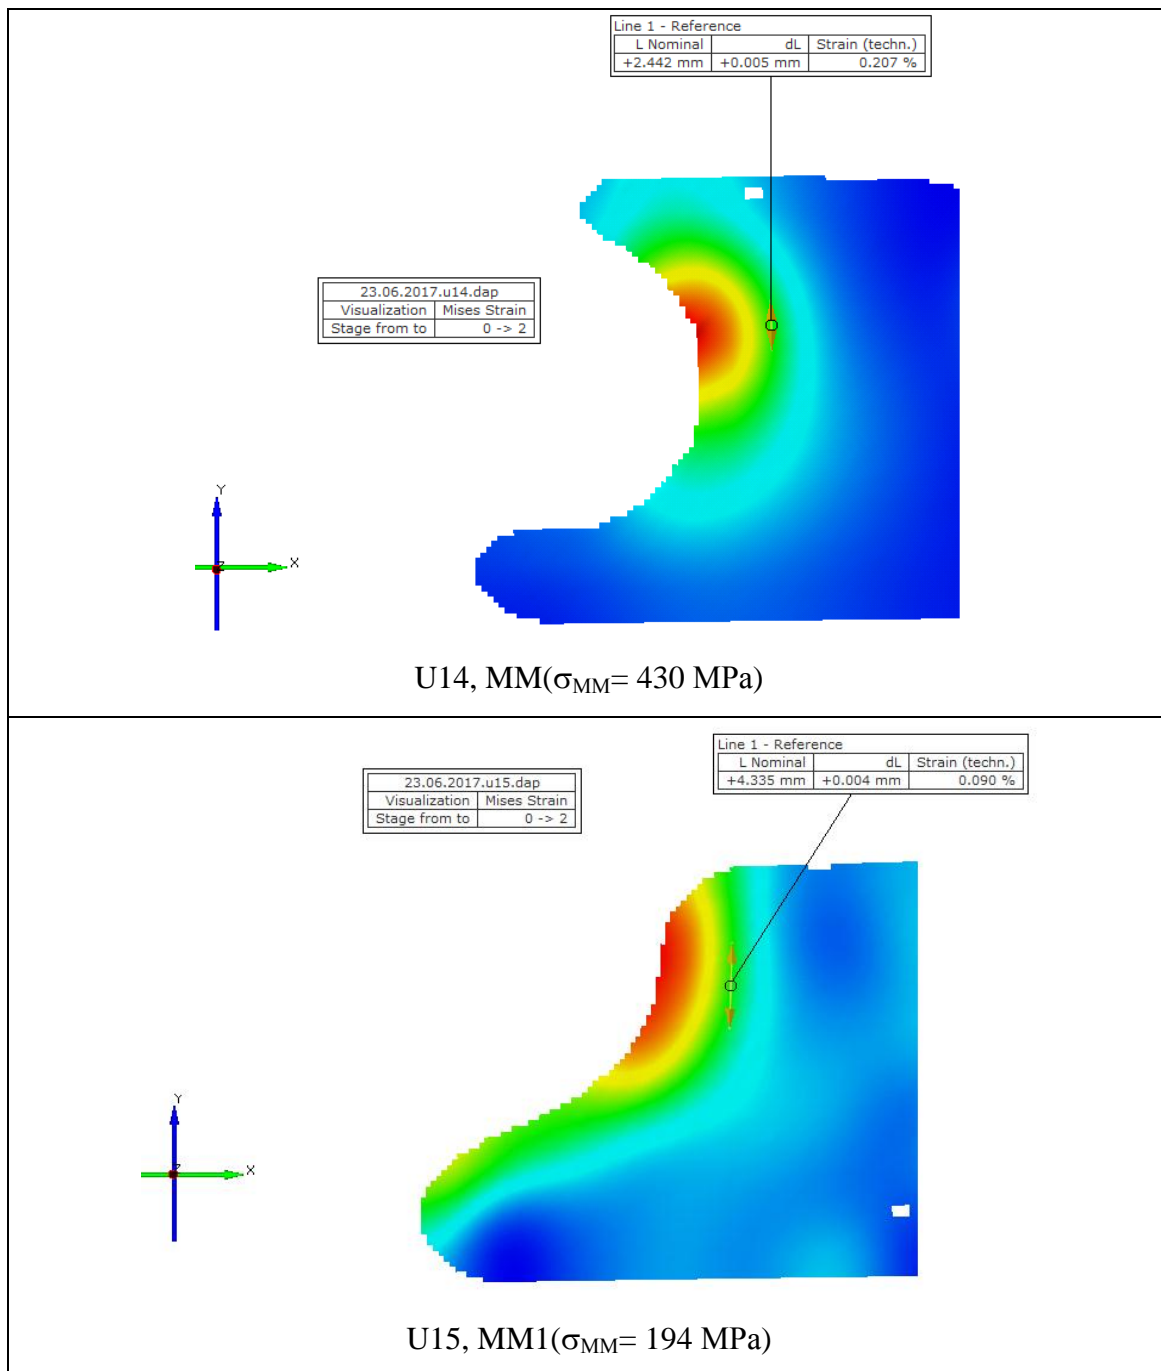 Line 1 - Reference
L Nominal dL Strain (techn.)
+2.442 mm +0.005 mm 0.207 %
23.06.2017.u14.dap
Visualization Mises Strain
Stage from to 0 -> 2
Y
Z X
U14, MM(σMM= 430 MPa)
Line 1 - Reference
L Nominal dL Strain (techn.)
+4.335 mm +0.004 mm 0.090 %
23.06.2017.u15.dap
Visualization Mises Strain
Stage from to 0 -> 2
Y
Z X
U15, MM1(σMM= 194 MPa)